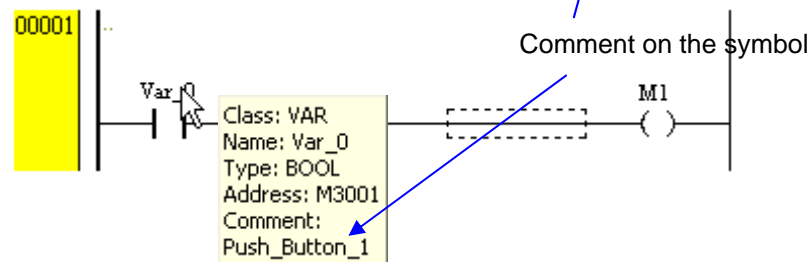 00001
..
Comment on the symbol
Var_0
M1
Class: VAR
Name: Var_0
Type: BOOL
Address: M3001
Comment:
Push_Button_1